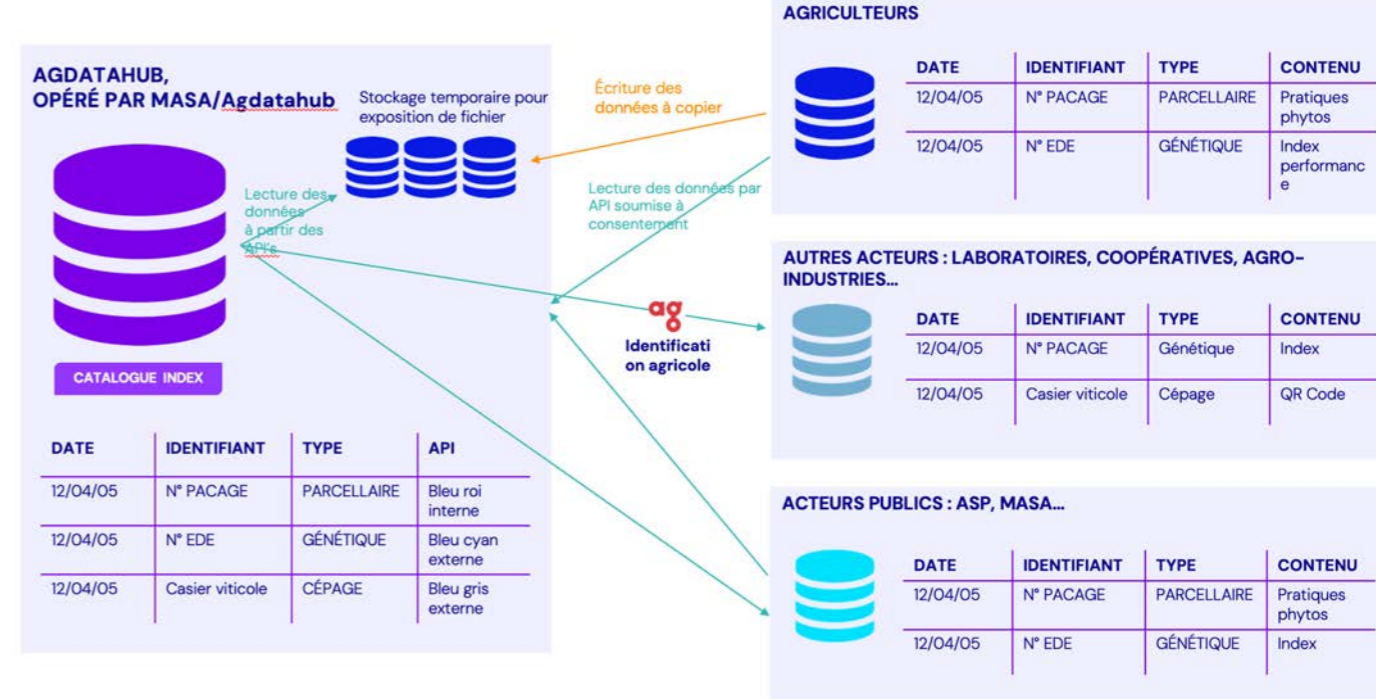 AGDATAHUB,
OPÉRÉ PAR MASA/Agdatahub
Stockage temporaire pour
exposition de fichier
Lecture des
données
à partir des
API's
CATALOGUE INDEX
DATE IDENTIFIANT TYPE API
12/04/05 N° PACAGE PARCELLAIRE Bleu roi
interne
12/04/05 N° EDE GÉNÉTIQUE Bleu cyan
externe
12/04/05 Casier viticole CÉPAGE Bleu gris
externe
Écriture des
données à copier
Lecture des données par
API soumise à
consentement
ag
Identificati
on agricole
AGRICULTEURS
DATE IDENTIFIANT TYPE CONTENU
12/04/05 N° PACAGE PARCELLAIRE Pratiques
phytos
12/04/05 N° EDE GÉNÉTIQUE Index
performanc
e
AUTRES ACTEURS : LABORATOIRES, COOPÉRATIVES, AGRO-
INDUSTRIES...
DATE IDENTIFIANT TYPE CONTENU
12/04/05 N° PACAGE Génétique Index
12/04/05 Casier viticole Cépage QR Code
ACTEURS PUBLICS : ASP, MASA...
DATE IDENTIFIANT TYPE CONTENU
12/04/05 N° PACAGE PARCELLAIRE Pratiques
phytos
12/04/05 N° EDE GÉNÉTIQUE Index